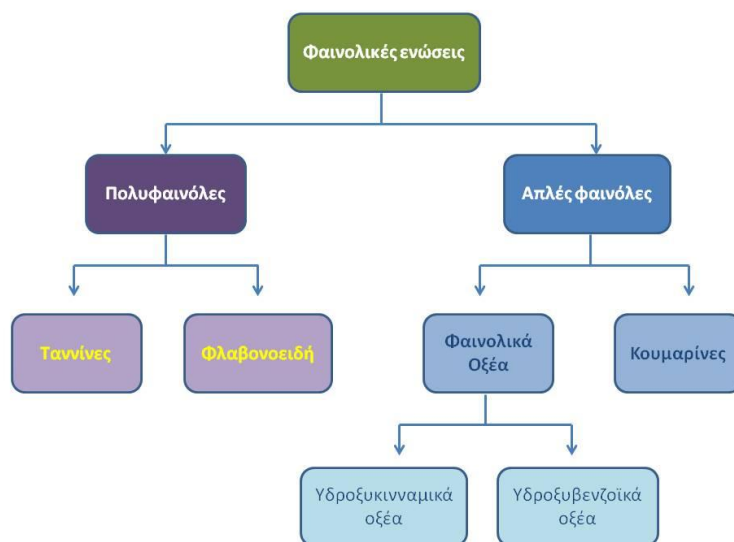 Φαινολικές ενώσεις
Πολυφαινόλες
Απλές φαινόλες
Ταννίνες
Φλαβονοειδή
Φαινολικά
Οξέα
Κουμαρίνες
Υδροξυκινναμικά
οξέα
Υδροξυβενζοϊκά
οξέα